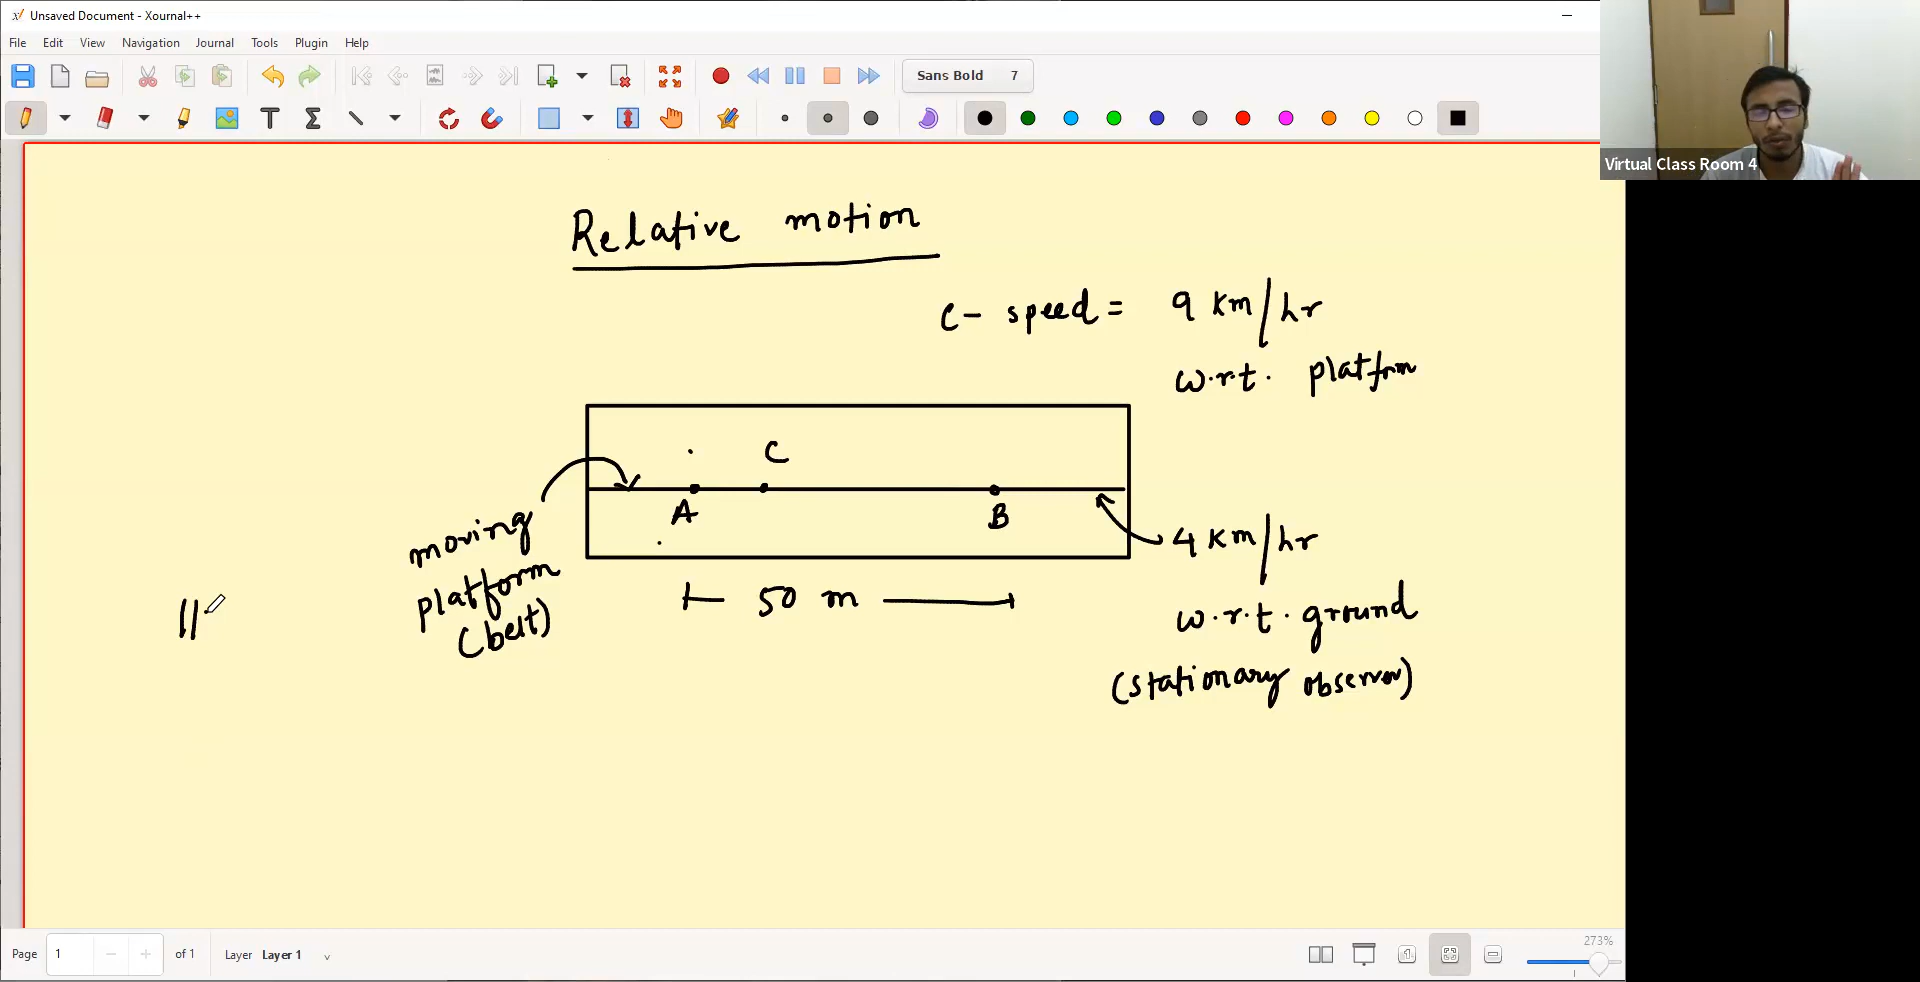 Unsaved Document - Xournal++
File Edit View Navigation Journal Tools Plugin Help
Sans Bold 7
Virtual Class Room 4
Relative motion
C- speed = 9 km/hr
w.r.t. platfrm
C
A
B
moving
platform
(belt)
50 m
4 km/hr
w.r.t. ground
(stationary observer)
Page 1 of 1 Layer Layer 1
273%